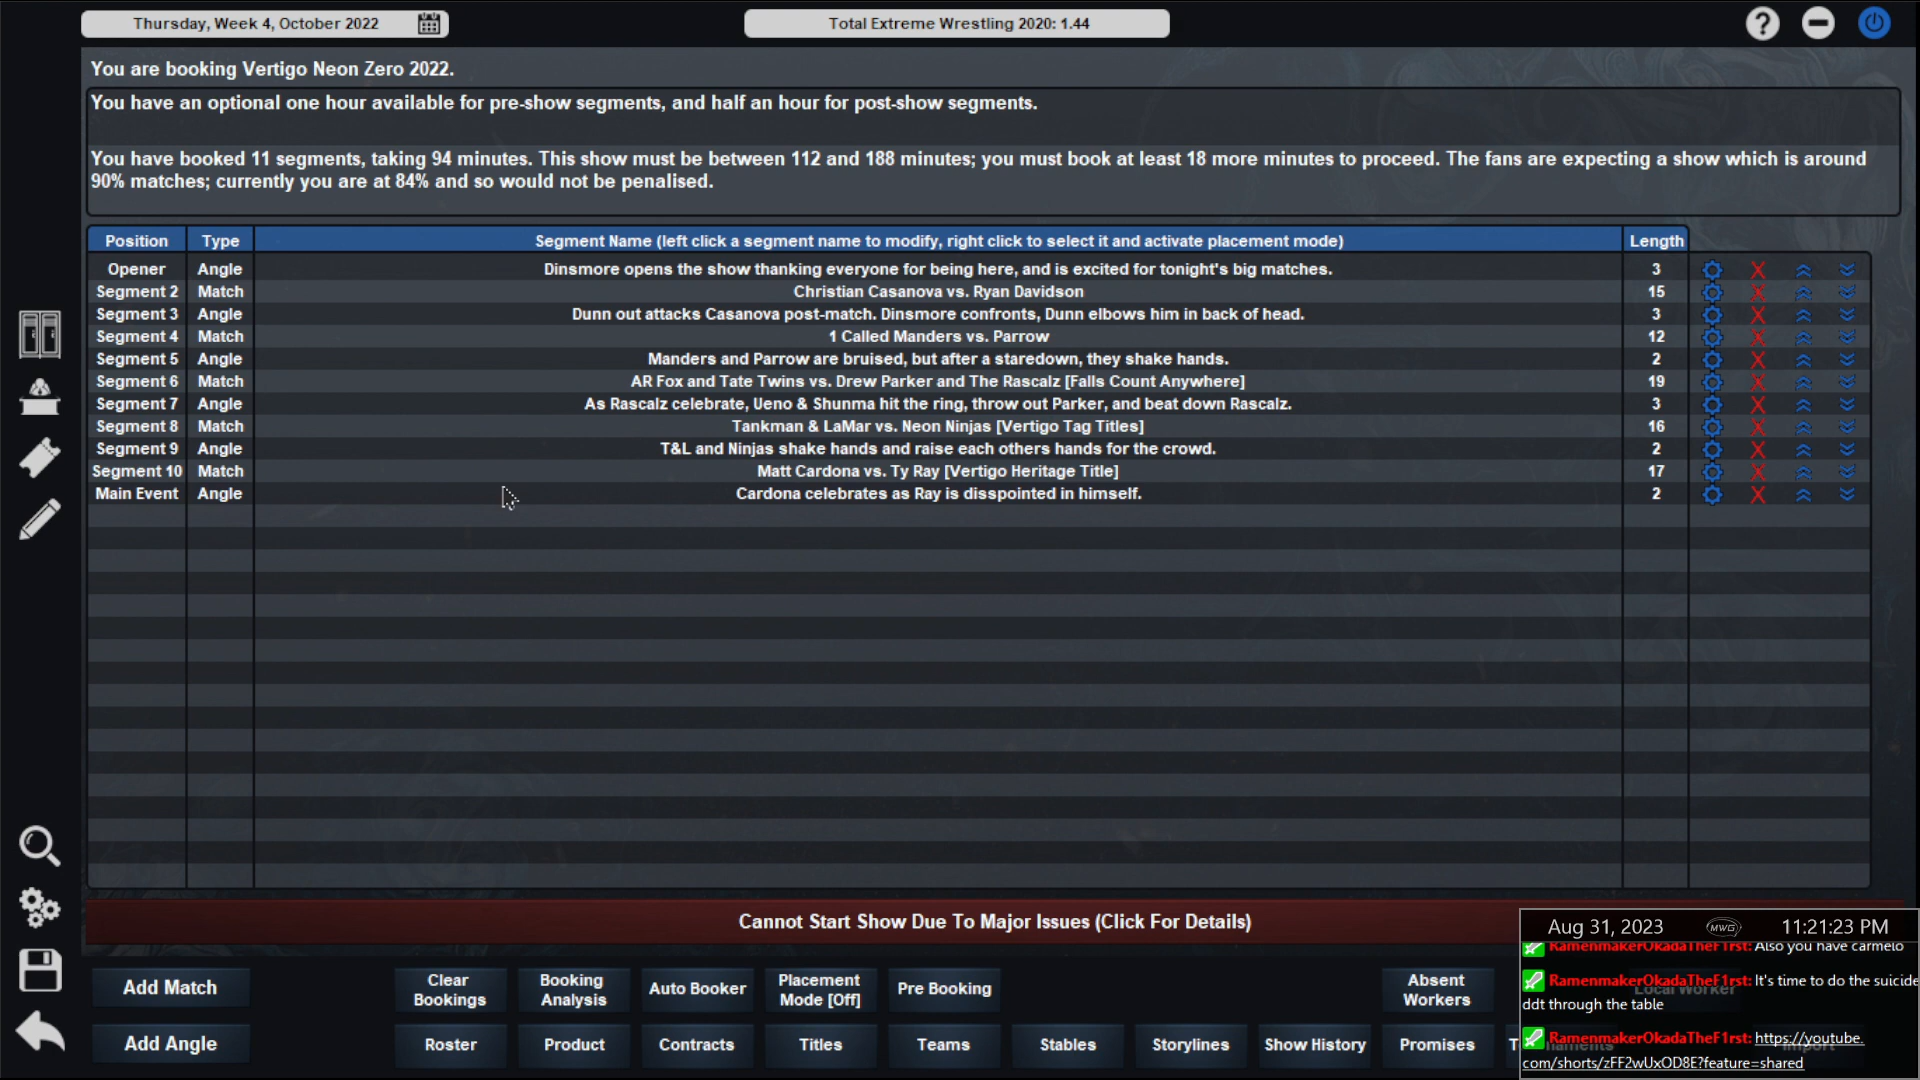 Thursday, Week 4, October 2022
Total Extreme Wrestling 2020: 1.44
?
You are booking Vertigo Neon Zero 2022.
You have an optional one hour available for pre-show segments, and half an hour for post-show segments.
You have booked 11 segments, taking 94 minutes. This show must be between 112 and 188 minutes; you must book at least 18 more minutes to proceed. The fans are expecting a show which is around
90% matches; currently you are at 84% and so would not be penalised.
Position Type Segment Name (left click a segment name to modify, right click to select it and activate placement mode) Length
Opener Angle Dinsmore opens the show thanking everyone for being here, and is excited for tonight's big matches. 3 X
Segment 2 Match Christian Casanova vs. Ryan Davidson 15 X
Segment 3 Angle Dunn out attacks Casanova post-match. Dinsmore confronts, Dunn elbows him in back of head. 3 X
Segment 4 Match 1 Called Manders vs. Parrow 12 X
Segment 5 Angle Manders and Parrow are bruised, but after a staredown, they shake hands. 2 X
Segment 6 Match AR Fox and Tate Twins vs. Drew Parker and The Rascalz [Falls Count Anywhere] 19 X
Segment 7 Angle As Rascalz celebrate, Ueno & Shunma hit the ring, throw out Parker, and beat down Rascalz. 3 X
Segment 8 Match Tankman & LaMar vs. Neon Ninjas [Vertigo Tag Titles] 16 X
Segment 9 Angle T&L and Ninjas shake hands and raise each others hands for the crowd. 2 X
Segment 10 Match Matt Cardona vs. Ty Ray [Vertigo Heritage Title] 17 X
Main Event Angle Cardona celebrates as Ray is disspointed in himself. 2 X
Cannot Start Show Due To Major Issues (Click For Details)
Add Match
Clear Bookings
Booking Analysis
Auto Booker
Placement Mode [Off]
Pre Booking
Absent Workers
Local Worker
Add Angle
Roster
Product
Contracts
Titles
Teams
Stables
Storylines
Show History
Promises
Aug 31, 2023 MWG 11:21:23 PM
RamenmakerOkadaTheF1rst: Also you have carmelo
RamenmakerOkadaTheF1rst: It's time to do the suicide
ddt through the table
RamenmakerOkadaTheF1rst: https://youtube.
com/shorts/zFF2wUxOD8E?feature=shared